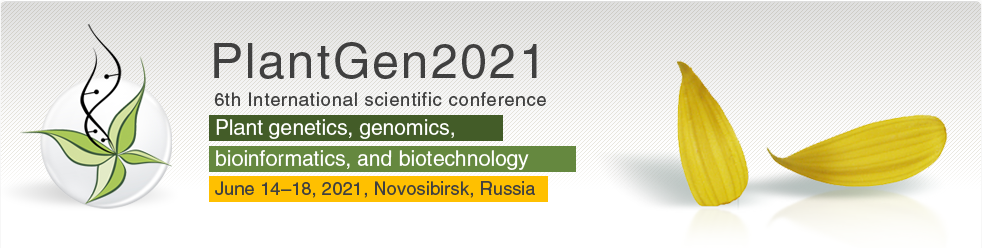 PlantGen2021
6th International scientific conference
Plant genetics, genomics,
bioinformatics, and biotechnology
June 14–18, 2021, Novosibirsk, Russia